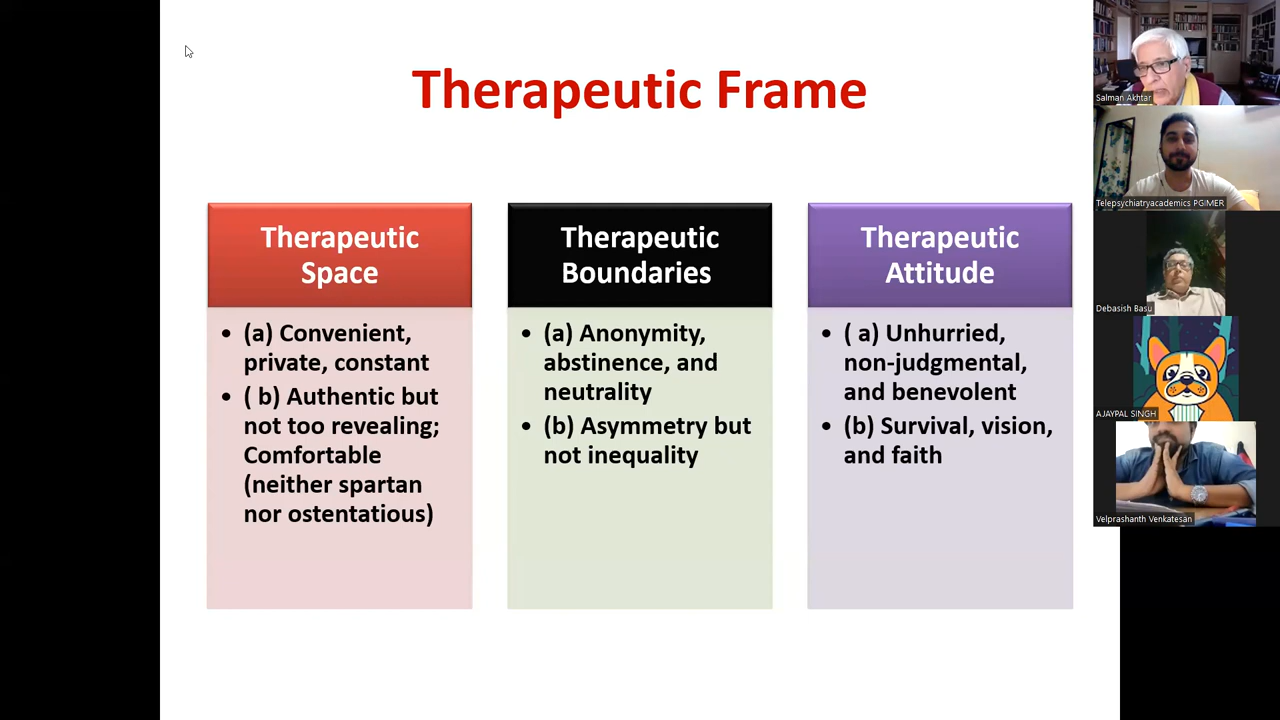 Therapeutic Frame
Therapeutic
Space
• (a) Convenient,
private, constant
• ( b) Authentic but
not too revealing;
Comfortable
(neither spartan
nor ostentatious)
Therapeutic
Boundaries
• (a) Anonymity,
abstinence, and
neutrality
• (b) Asymmetry but
not inequality
Therapeutic
Attitude
• ( a) Unhurried,
non-judgmental,
and benevolent
• (b) Survival, vision,
and faith
Salman Akhtar
Telepsychiatryacademics PGIMER
Debasish Basu
AJAYPAL SINGH
Velprashanth Venkatesan